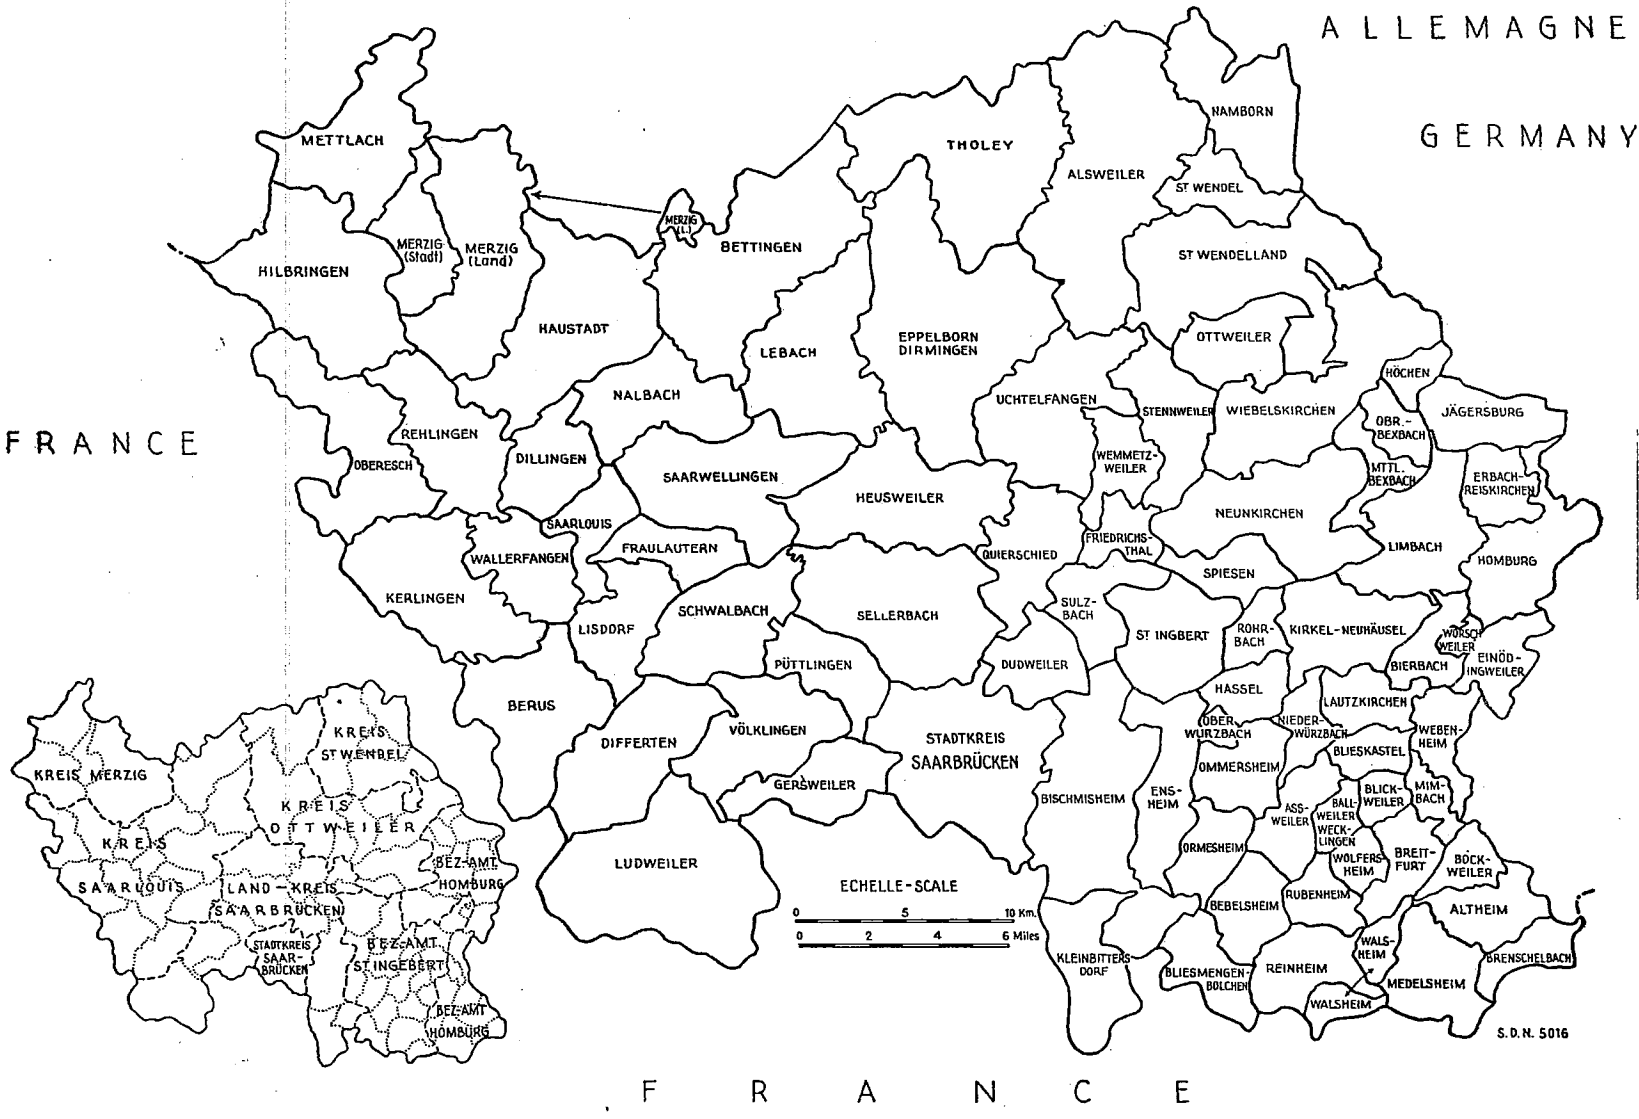 ALLEMAGNE
GERMANY
METTLACH
NAMBORN
THOLEY
ALSWEILER
ST WENDEL
MERZIG
(L.)
MERZIG
(Stadt)
MERZIG
(Land)
BETTINGEN
ST WENDELLAND
HILBRINGEN
HAUSTADT
LEBACH
EPPELBORN
DIRMINGEN
OTTWEILER
HÖCHEN
NALBACH
UCHTELFANGEN
STENNWEILER
WIEBELSKIRCHEN
JÄGERSBURG
FRANCE
REHLINGEN
OBR.-
BEXBACH
OBERESCH
DILLINGEN
WEMMETZ-
WEILER
MTTL.
BEXBACH
SAARWELLINGEN
ERBACH-
REISKIRCHEN
HEUSWEILER
NEUNKIRCHEN
SAARLOUIS
FRAULAUTERN
WALLERFANGEN
QUIERSCHIED
FRIEDRICHS-
THAL
LIMBACH
HOMBURG
SPIESEN
KERLINGEN
SCHWALBACH
SELLERBACH
SULZ-
BACH
LISDORF
ST INGBERT
ROHR-
BACH
KIRKEL-NEUHÄUSEL
WÖRSCH
WEILER
PÜTTLINGEN
DUDWEILER
BIERBACH
EINÖD-
INGWEILER
HASSEL
LAUTZKIRCHEN
BERUS
OBER
WÜRZBACH
NIEDER-
WÜRZBACH
WEBEN-
HEIM
DIFFERTEN
VÖLKLINGEN
STADTKREIS
SAARBRÜCKEN
BLIESKASTEL
OMMERSHEIM
GERSWEILER
BISCHMISHEIM
ENS-
HEIM
BLICK-
WEILER
MIM-
BACH
ASS-
WEILER
BALL-
WEILER
WECK-
LINGEN
ORMESHEIM
WOLFERS-
HEIM
BREIT-
FURT
BÖCK-
WEILER
LUDWEILER
RUBENHEIM
BEBELSHEIM
ALTHEIM
WALS-
HEIM
KLEINBITTERS
DORF
BLIESMENGEN-
BOLCHEN
REINHEIM
BRENSCHELBACH
MEDELSHEIM
WALSHEIM
ECHELLE-SCALE
0 5 10 Km.
0 2 4 6 Miles
KREIS
ST WENDEL
KREIS MERZIG
KREIS
OTTWEILER
KREIS
SAARLOUIS
BEZ-AMT
HOMBURG
LAND-KREIS
SAARBRÜCKEN
STADTKREIS
SAAR-
BRÜCKEN
BEZ-AMT
ST INGEBERT
BEZ-AMT
HOMBURG
S.D.N. 5016
FRANCE